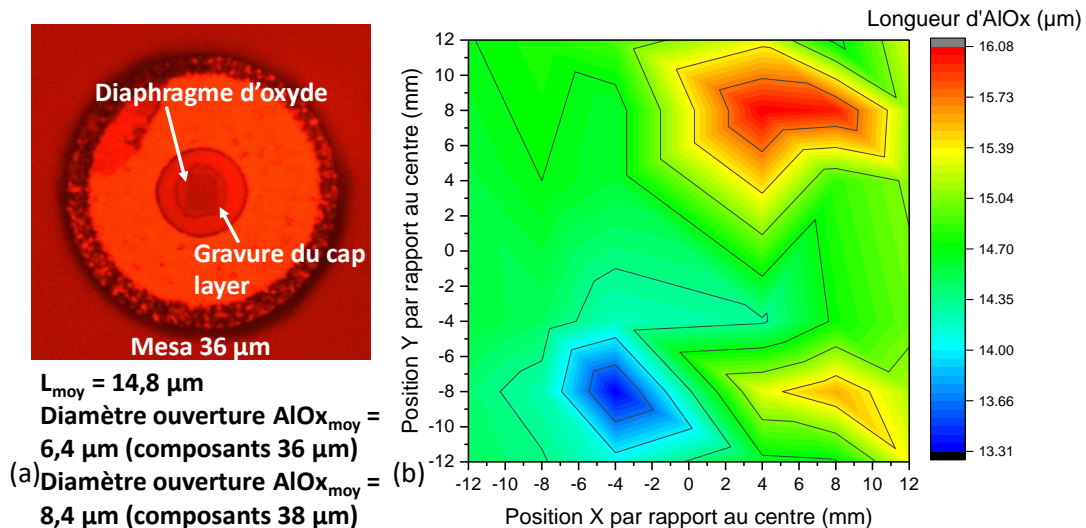 Diaphragme d'oxyde
Gravure du cap
layer
Mesa 36 µm
L_moy = 14,8 µm
Diamètre ouverture AlOx_moy =
6,4 µm (composants 36 µm)
Diamètre ouverture AlOx_moy =
8,4 µm (composants 38 µm)
(a)
(b)
Longueur d'AlOx (µm)
16.08
15.73
15.39
15.04
14.70
14.35
14.00
13.66
13.31
Position Y par rapport au centre (mm)
12
10
8
6
4
2
0
-2
-4
-6
-8
-10
-12
-12 -10 -8 -6 -4 -2 0 2 4 6 8 10 12
Position X par rapport au centre (mm)